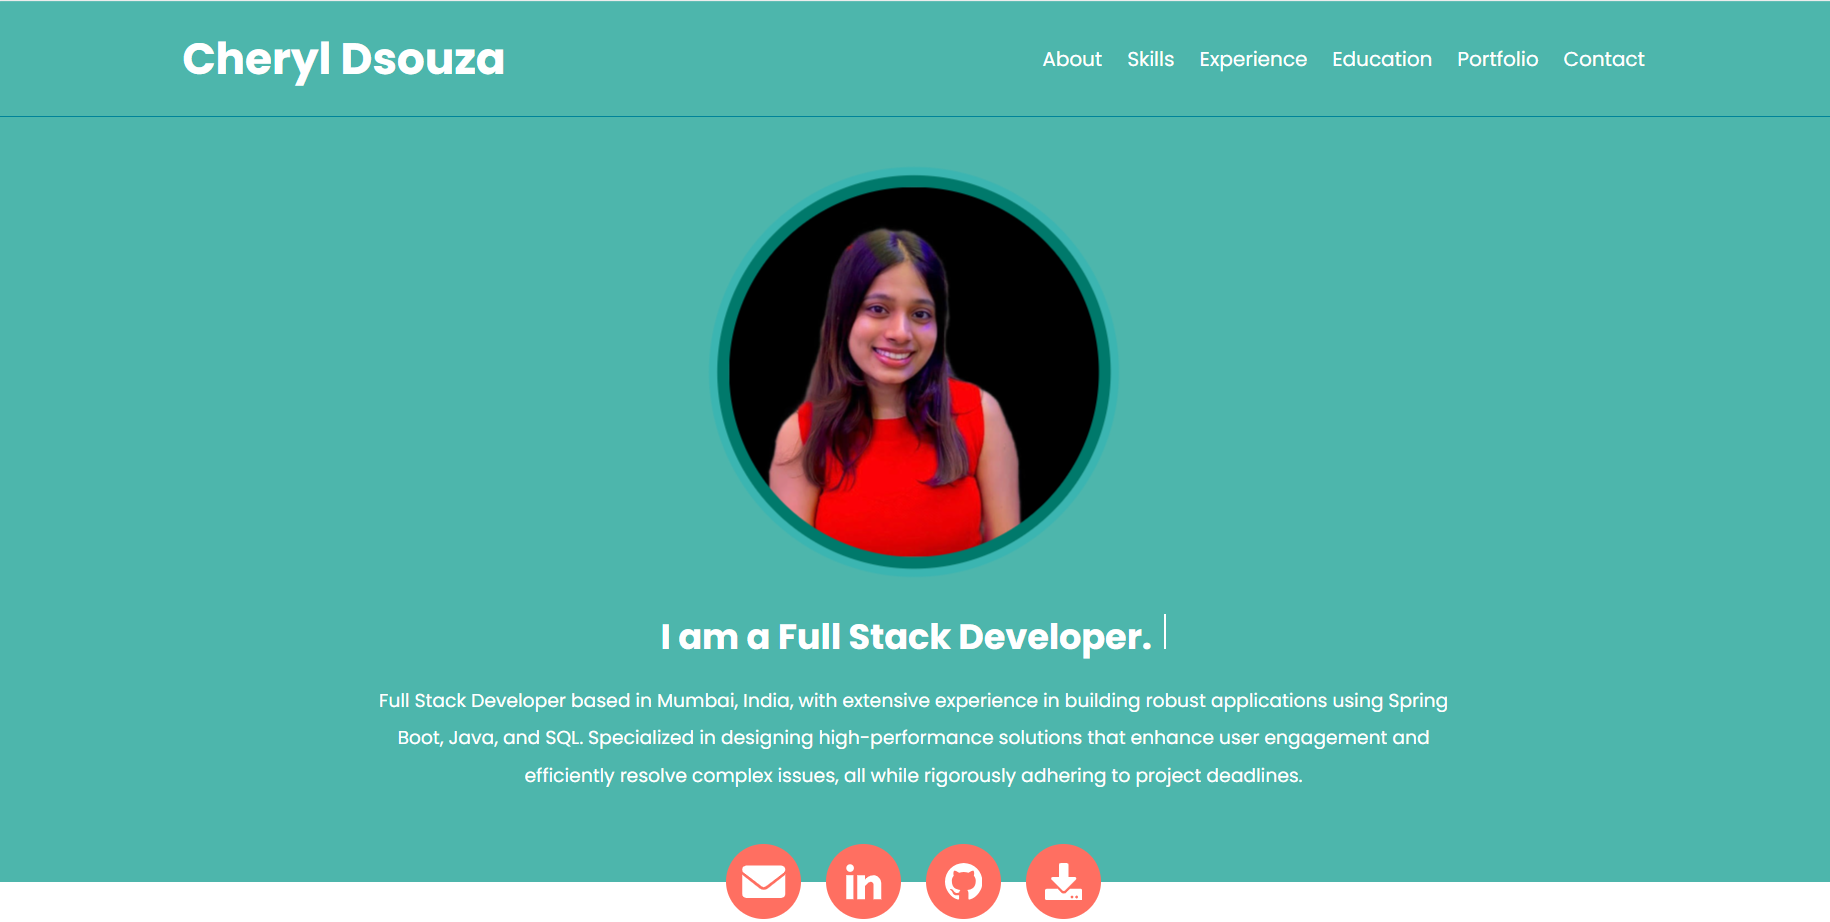 Cheryl Dsouza
About Skills Experience Education Portfolio Contact
I am a Full Stack Developer.
Full Stack Developer based in Mumbai, India, with extensive experience in building robust applications using Spring
Boot, Java, and SQL. Specialized in designing high-performance solutions that enhance user engagement and
efficiently resolve complex issues, all while rigorously adhering to project deadlines.
in